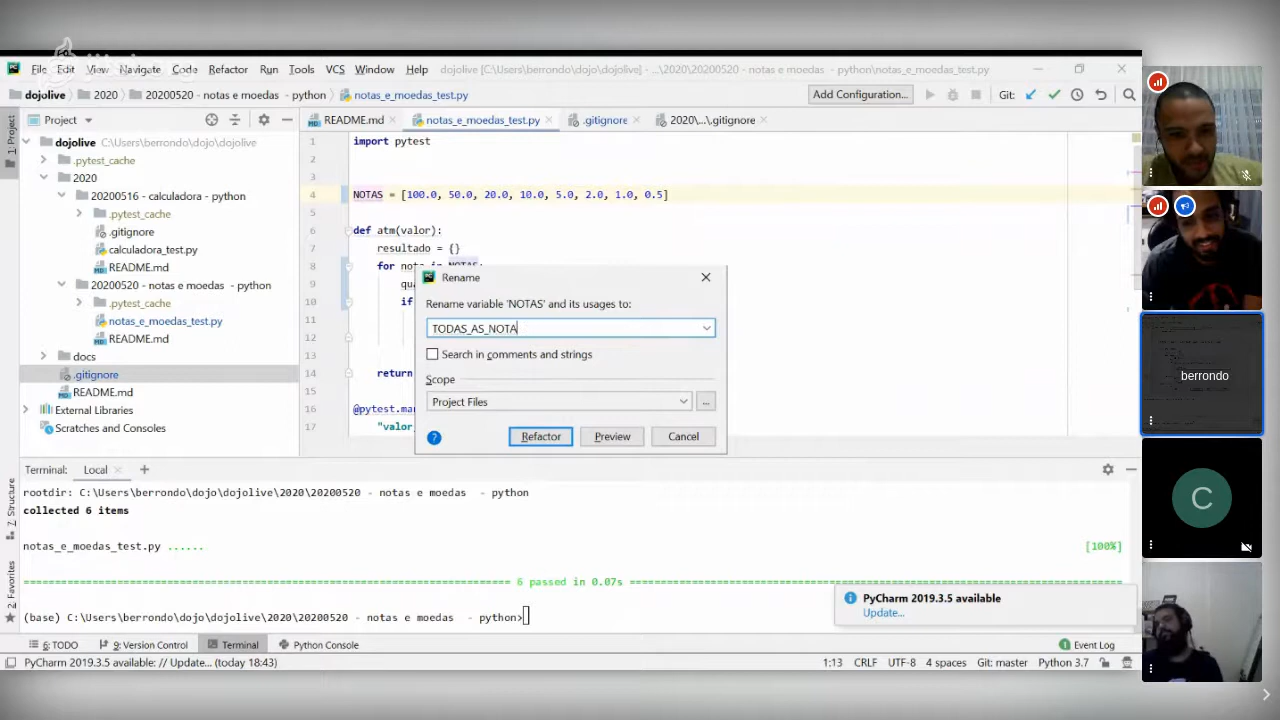 File Edit View Navigate Code Refactor Run Tools VCS Window Help dojolive [C:\Users\berrondo\dojo\dojolive] - ...\2020\20200520 - notas e moedas - python\notas_e_moedas_test.py
dojolive 2020 20200520 - notas e moedas - python notas_e_moedas_test.py Add Configuration... Git:
1: Project
Project
README.md notas_e_moedas_test.py .gitignore 2020\...\.gitignore
dojolive C:\Users\berrondo\dojo\dojolive
.pytest_cache
2020
20200516 - calculadora - python
.pytest_cache
.gitignore
calculadora_test.py
README.md
20200520 - notas e moedas - python
.pytest_cache
notas_e_moedas_test.py
README.md
docs
.gitignore
README.md
External Libraries
Scratches and Consoles
1 import pytest
2
3
4 NOTAS = [100.0, 50.0, 20.0, 10.0, 5.0, 2.0, 1.0, 0.5]
5
6 def atm(valor):
7 resultado = {}
8 for nota in NOTAS:
9 qua
10 if
11
12
13
14 return
15
16 @pytest.mar
17 "valor,
Rename
Rename variable 'NOTAS' and its usages to:
TODAS_AS_NOTA
Search in comments and strings
Scope
Project Files
...
? Refactor Preview Cancel
Terminal: Local +
rootdir: C:\Users\berrondo\dojo\dojolive\2020\20200520 - notas e moedas - python
collected 6 items
notas_e_moedas_test.py ...... [100%]
6 passed in 0.07s
(base) C:\Users\berrondo\dojo\dojolive\2020\20200520 - notas e moedas - python>
7: Structure
2: Favorites
PyCharm 2019.3.5 available
Update...
6: TODO 9: Version Control Terminal Python Console Event Log
PyCharm 2019.3.5 available: // Update... (today 18:43) 1:13 CRLF UTF-8 4 spaces Git: master Python 3.7
berrondo
C